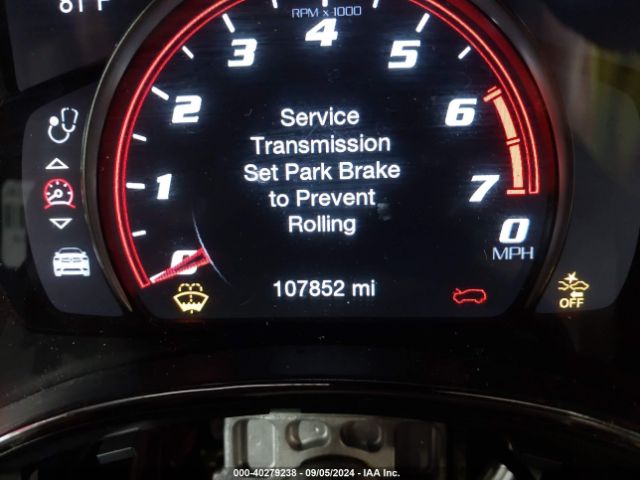 81°F
RPM x 1000
4
3
5
2
6
1
7
0
Service
Transmission
Set Park Brake
to Prevent
Rolling
0
MPH
107852 mi
OFF
000-40279238 - 09/05/2024 - IAA Inc.